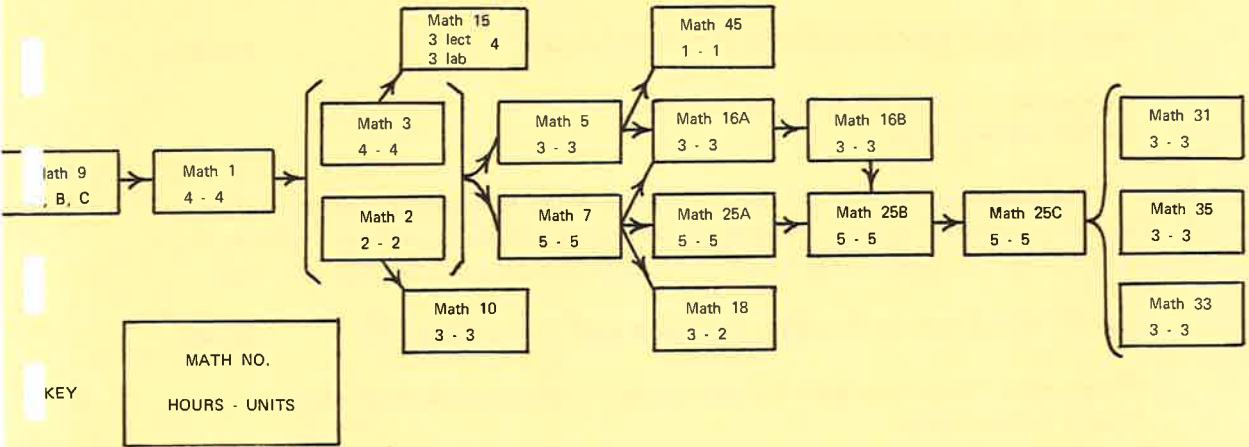 Math 15
3 lect 4
3 lab
Math 45
1 - 1
Math 3
4 - 4
Math 5
3 - 3
Math 16A
3 - 3
Math 16B
3 - 3
Math 31
3 - 3
ath 9
, B, C
Math 1
4 - 4
Math 2
2 - 2
Math 7
5 - 5
Math 25A
5 - 5
Math 25B
5 - 5
Math 25C
5 - 5
Math 35
3 - 3
Math 10
3 - 3
Math 18
3 - 2
Math 33
3 - 3
KEY
MATH NO.
HOURS - UNITS